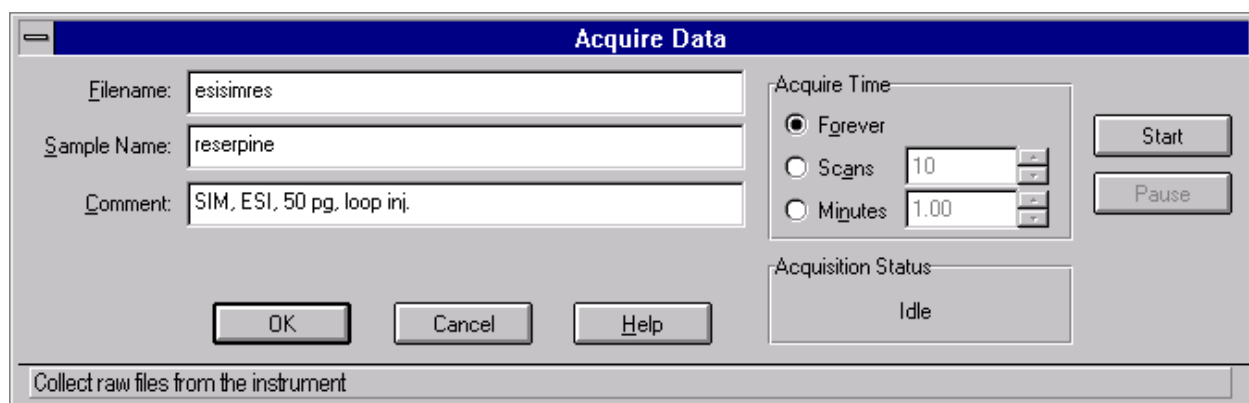 Acquire Data
Filename: esisimres
Sample Name: reserpine
Comment: SIM, ESI, 50 pg, loop inj.
Acquire Time
Forever
Scans 10
Minutes 1.00
Start
Pause
Acquisition Status
Idle
OK Cancel Help
Collect raw files from the instrument